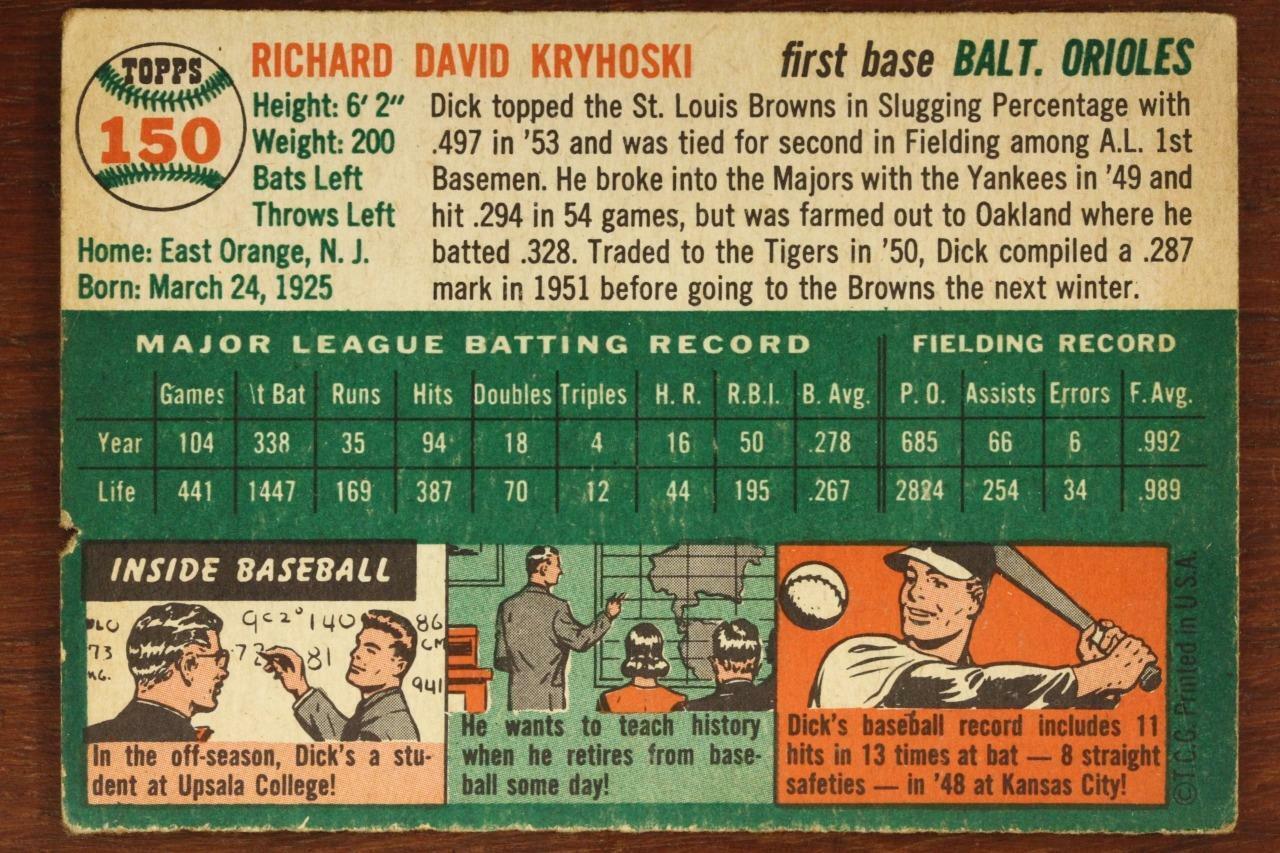 TOPPS
150
RICHARD DAVID KRYHOSKI
first base BALT. ORIOLES
Height: 6' 2"
Weight: 200
Bats Left
Throws Left
Home: East Orange, N. J.
Born: March 24, 1925
Dick topped the St. Louis Browns in Slugging Percentage with
.497 in '53 and was tied for second in Fielding among A.L. 1st
Basemen. He broke into the Majors with the Yankees in '49 and
hit .294 in 54 games, but was farmed out to Oakland where he
batted .328. Traded to the Tigers in '50, Dick compiled a .287
mark in 1951 before going to the Browns the next winter.
MAJOR LEAGUE BATTING RECORD FIELDING RECORD
Games At Bat Runs Hits Doubles Triples H. R. R.B.I. B. Avg. P. O. Assists Errors F. Avg.
Year 104 338 35 94 18 4 16 50 .278 685 66 6 .992
Life 441 1447 169 387 70 12 44 195 .267 2824 254 34 .989
INSIDE BASEBALL
73
9c2° 140
72
81
86
CM
941
In the off-season, Dick's a stu-
dent at Upsala College!
He wants to teach history
when he retires from base-
ball some day!
Dick's baseball record includes 11
hits in 13 times at bat — 8 straight
safeties — in '48 at Kansas City!
© T.C.G. Printed in U.S.A.